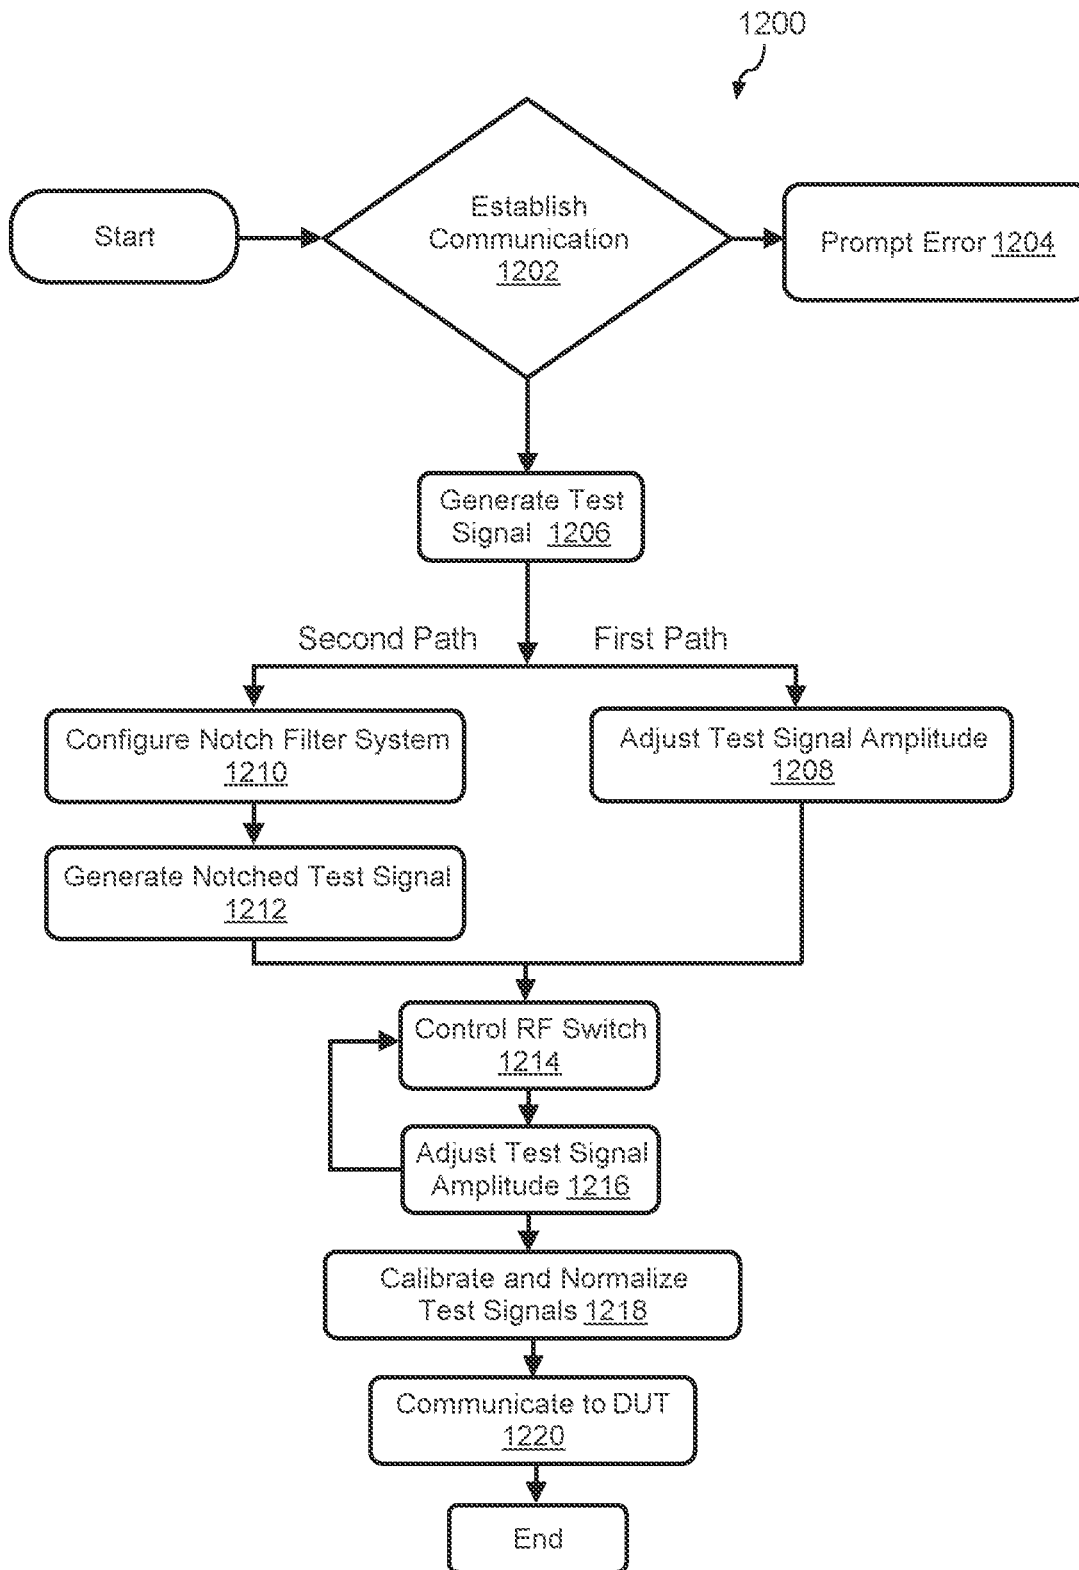 1200
Start
Establish
Communication
1202
Prompt Error 1204
Generate Test
Signal 1206
Second Path
First Path
Configure Notch Filter System
1210
Adjust Test Signal Amplitude
1208
Generate Notched Test Signal
1212
Control RF Switch
1214
Adjust Test Signal
Amplitude 1216
Calibrate and Normalize
Test Signals 1218
Communicate to DUT
1220
End